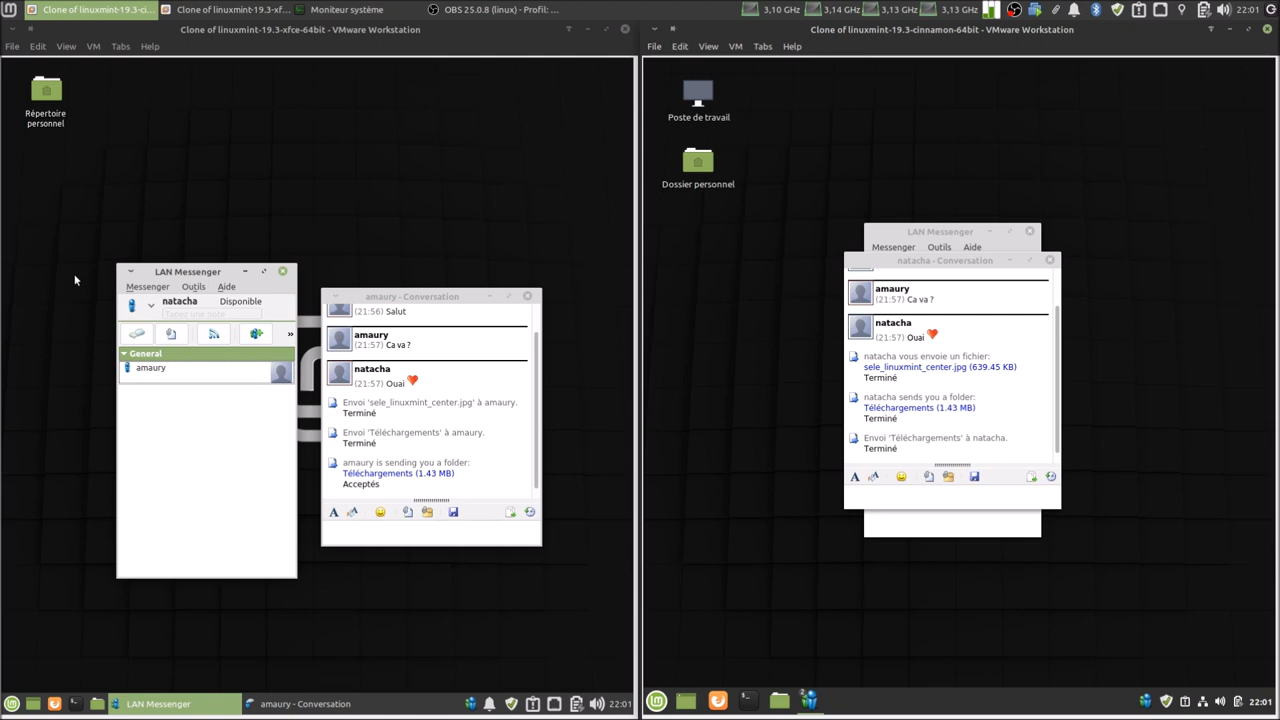 Clone of linuxmint-19.3-ci...
Clone of linuxmint-19.3-xf...
Moniteur système
OBS 25.0.8 (linux) - Profil: ...
3,10 GHz
3,14 GHz
3,13 GHz
3,13 GHz
22:01
Clone of linuxmint-19.3-xfce-64bit - VMware Workstation
File Edit View VM Tabs Help
Répertoire
personnel
LAN Messenger
Messenger Outils Aide
natacha Disponible
Tapez une note
»
General
amaury
amaury - Conversation
(21:56) Salut
amaury
(21:57) Ca va ?
natacha
(21:57) Ouai
Envoi 'sele_linuxmint_center.jpg' à amaury.
Terminé
Envoi 'Téléchargements' à amaury.
Terminé
amaury is sending you a folder:
Téléchargements (1.43 MB)
Acceptés
LAN Messenger
amaury - Conversation
22:01
Clone of linuxmint-19.3-cinnamon-64bit - VMware Workstation
File Edit View VM Tabs Help
Poste de travail
Dossier personnel
LAN Messenger
Messenger Outils Aide
natacha - Conversation
amaury
(21:57) Ca va ?
natacha
(21:57) Ouai
natacha vous envoie un fichier:
sele_linuxmint_center.jpg (639.45 KB)
Terminé
natacha sends you a folder:
Téléchargements (1.43 MB)
Terminé
Envoi 'Téléchargements' à natacha.
Terminé
22:01